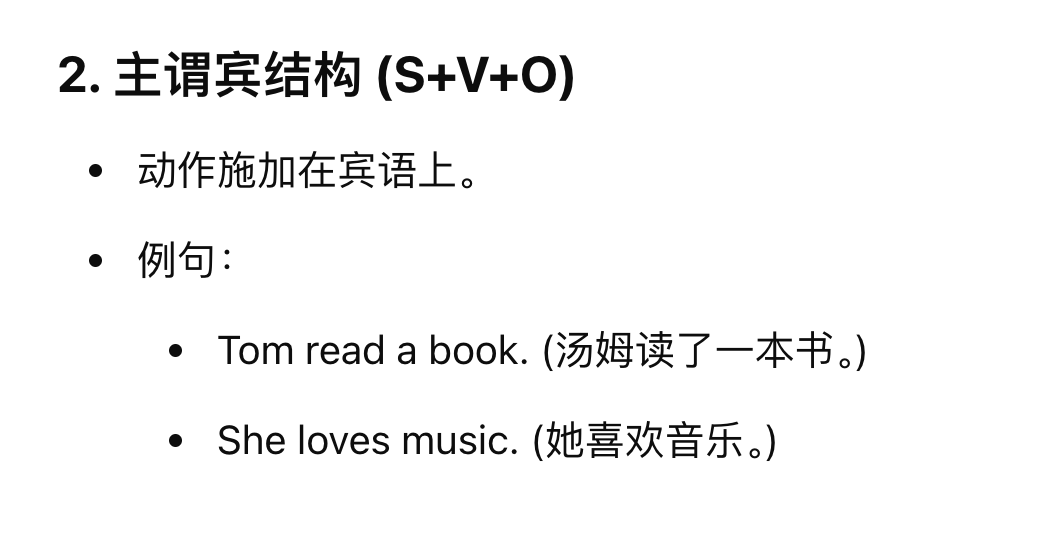 2. 主谓宾结构 (S+V+O)
• 动作施加在宾语上。
• 例句：
• Tom read a book. (汤姆读了一本书。)
• She loves music. (她喜欢音乐。)